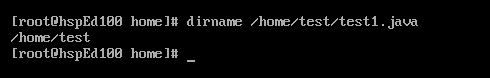 [root@hspEd100 home]# dirname /home/test/test1.java
/home/test
[root@hspEd100 home]# _